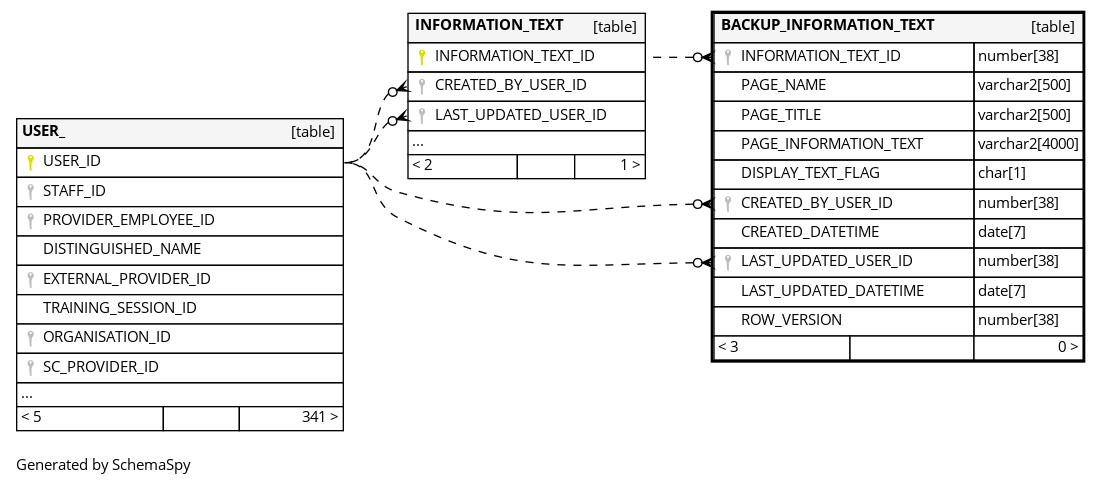 USER_ [table]
USER_ID
STAFF_ID
PROVIDER_EMPLOYEE_ID
DISTINGUISHED_NAME
EXTERNAL_PROVIDER_ID
TRAINING_SESSION_ID
ORGANISATION_ID
SC_PROVIDER_ID
...
< 5 341 >
INFORMATION_TEXT [table]
INFORMATION_TEXT_ID
CREATED_BY_USER_ID
LAST_UPDATED_USER_ID
...
< 2 1 >
BACKUP_INFORMATION_TEXT [table]
INFORMATION_TEXT_ID number[38]
PAGE_NAME varchar2[500]
PAGE_TITLE varchar2[500]
PAGE_INFORMATION_TEXT varchar2[4000]
DISPLAY_TEXT_FLAG char[1]
CREATED_BY_USER_ID number[38]
CREATED_DATETIME date[7]
LAST_UPDATED_USER_ID number[38]
LAST_UPDATED_DATETIME date[7]
ROW_VERSION number[38]
< 3 0 >
Generated by SchemaSpy